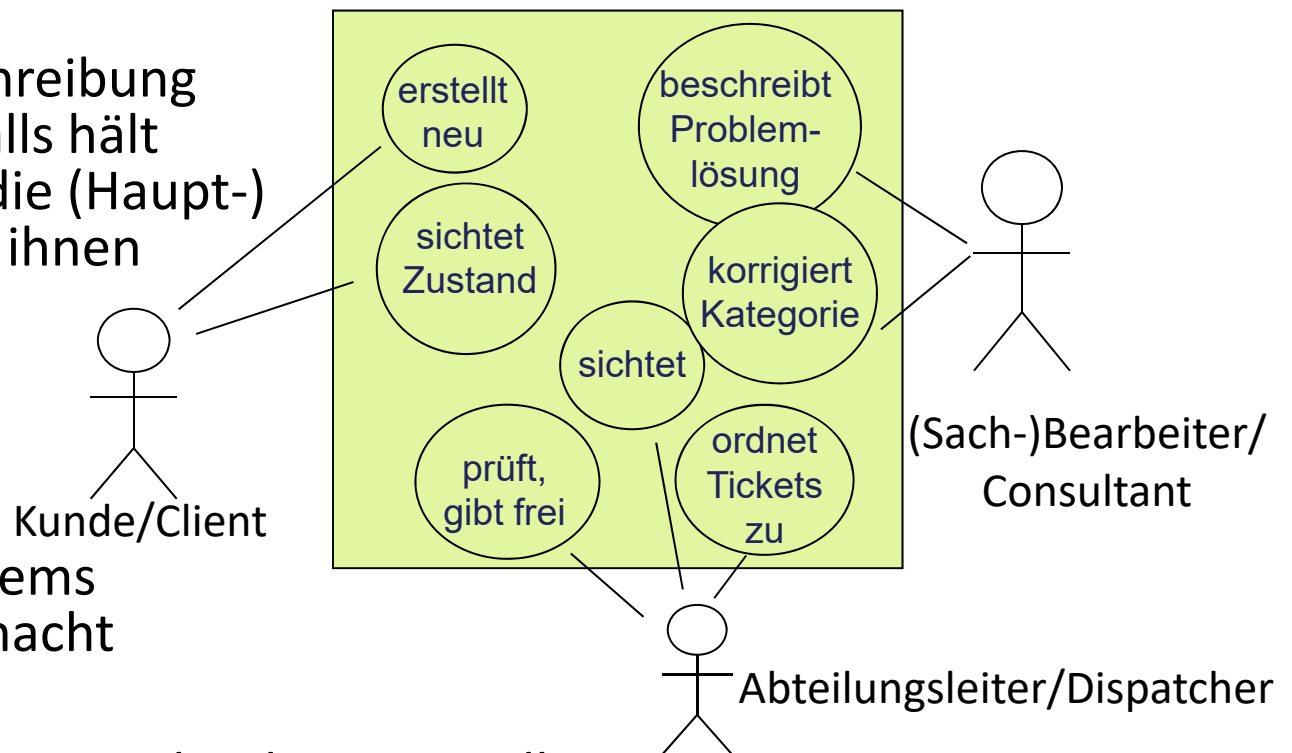 hreibung
alls hält
die (Haupt-)
ihnen
erstellt
neu
sichtet
Zustand
beschreibt
Problem-
lösung
korrigiert
Kategorie
sichtet
prüft,
gibt frei
ordnet
Tickets
zu
Kunde/Client
(Sach-)Bearbeiter/
Consultant
ems
nacht
Abteilungsleiter/Dispatcher